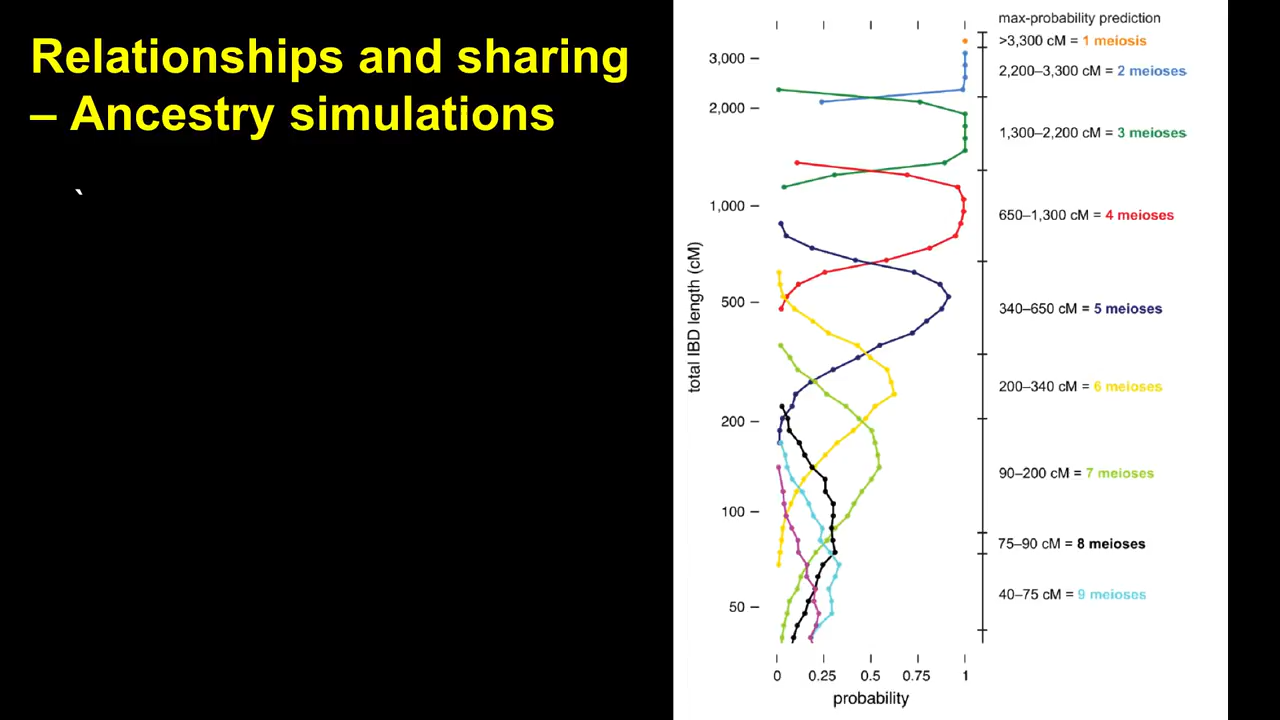 Relationships and sharing
– Ancestry simulations
`
max-probability prediction
>3,300 cM = 1 meiosis
2,200–3,300 cM = 2 meioses
1,300–2,200 cM = 3 meioses
650–1,300 cM = 4 meioses
340–650 cM = 5 meioses
200–340 cM = 6 meioses
90–200 cM = 7 meioses
75–90 cM = 8 meioses
40–75 cM = 9 meioses
total IBD length (cM)
3,000
2,000
1,000
500
200
100
50
0 0.25 0.5 0.75 1
probability